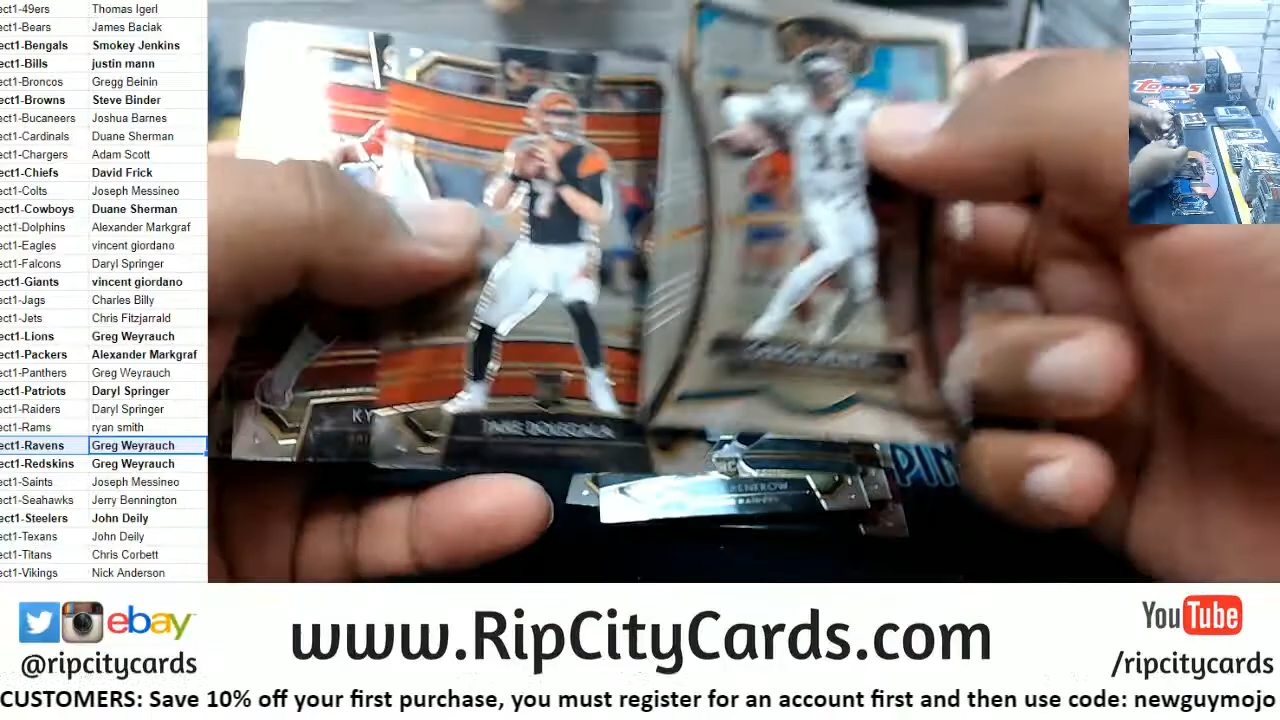 ect1-49ers Thomas Igerl
ect1-Bears James Baciak
ect1-Bengals Smokey Jenkins
ect1-Bills justin mann
ect1-Broncos Gregg Beinin
ect1-Browns Steve Binder
ect1-Bucaneers Joshua Barnes
ect1-Cardinals Duane Sherman
ect1-Chargers Adam Scott
ect1-Chiefs David Frick
ect1-Colts Joseph Messineo
ect1-Cowboys Duane Sherman
ect1-Dolphins Alexander Markgraf
ect1-Eagles vincent giordano
ect1-Falcons Daryl Springer
ect1-Giants vincent giordano
ect1-Jags Charles Billy
ect1-Jets Chris Fitzjarrald
ect1-Lions Greg Weyrauch
ect1-Packers Alexander Markgraf
ect1-Panthers Greg Weyrauch
ect1-Patriots Daryl Springer
ect1-Raiders Daryl Springer
ect1-Rams ryan smith
ect1-Ravens Greg Weyrauch
ect1-Redskins Greg Weyrauch
ect1-Saints Joseph Messineo
ect1-Seahawks Jerry Bennington
ect1-Steelers John Deily
ect1-Texans John Deily
ect1-Titans Chris Corbett
ect1-Vikings Nick Anderson
Topps
11
KY
PIN
ebay
@ripcitycards
www.RipCityCards.com
YouTube
/ripcitycards
CUSTOMERS: Save 10% off your first purchase, you must register for an account first and then use code: newguymojo